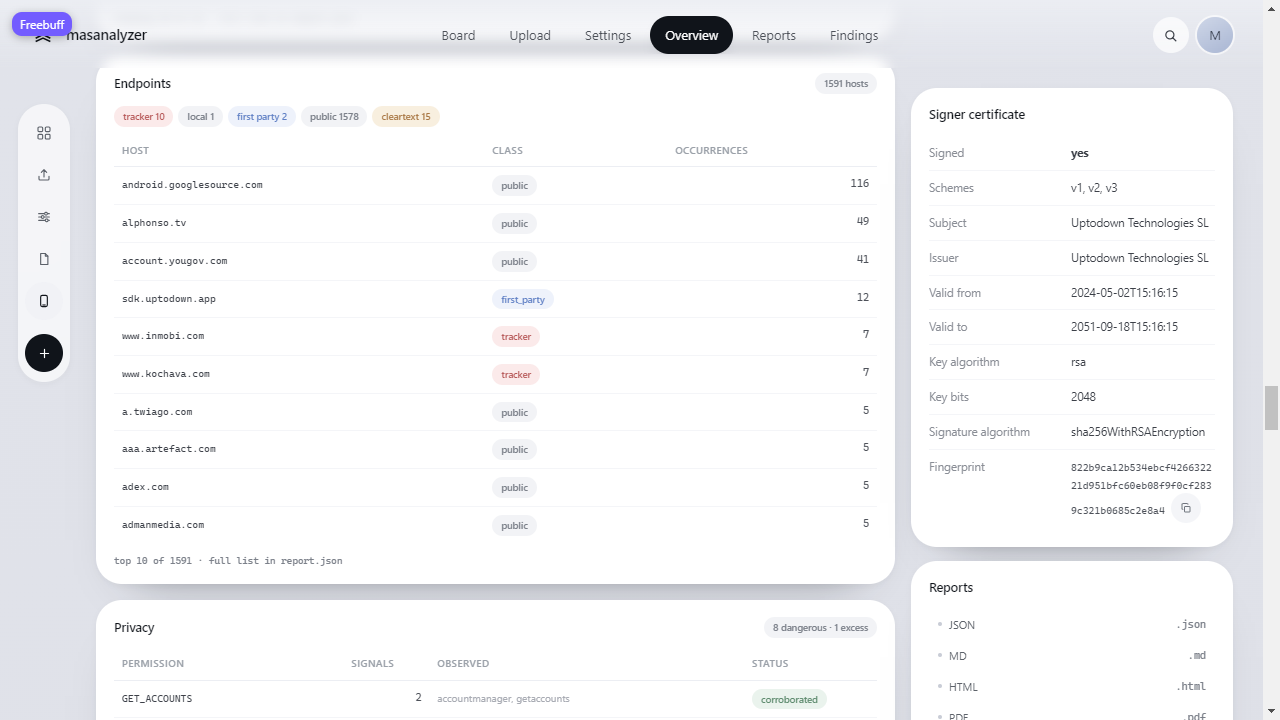 Freebuff
masanalyzer
Board Upload Settings Overview Reports Findings
M
Endpoints
1591 hosts
tracker 10 local 1 first party 2 public 1578 cleartext 15
HOST CLASS OCCURRENCES
android.googlesource.com public 116
alphonso.tv public 49
account.yougov.com public 41
sdk.uptodown.app first_party 12
www.inmobi.com tracker 7
www.kochava.com tracker 7
a.twiago.com public 5
aaa.artefact.com public 5
adex.com public 5
admanmedia.com public 5
top 10 of 1591 · full list in report.json
Privacy
8 dangerous · 1 excess
PERMISSION SIGNALS OBSERVED STATUS
GET_ACCOUNTS 2 accountmanager, getaccounts corroborated
Signer certificate
Signed yes
Schemes v1, v2, v3
Subject Uptodown Technologies SL
Issuer Uptodown Technologies SL
Valid from 2024-05-02T15:16:15
Valid to 2051-09-18T15:16:15
Key algorithm rsa
Key bits 2048
Signature algorithm sha256WithRSAEncryption
Fingerprint 822b9ca12b534ebcf4266322
21d951bfc60eb08f9f0cf283
9c321b0685c2e8a4
Reports
JSON .json
MD .md
HTML .html
PDF .pdf